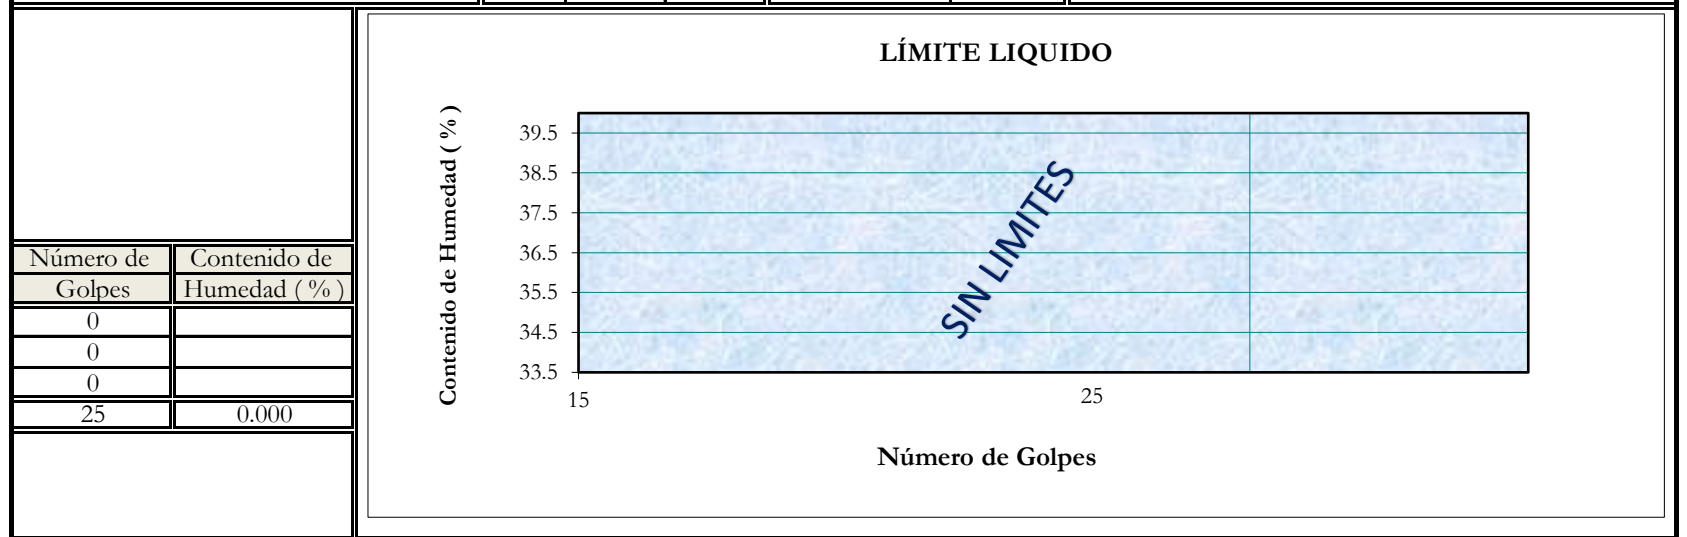 LÍMITE LIQUIDO
Contenido de Humedad ( % )
39.5
38.5
37.5
36.5
35.5
34.5
33.5
SIN LIMITES
15
25
Número de Golpes
Número de Contenido de
Golpes Humedad ( % )
0
0
0
25 0.000